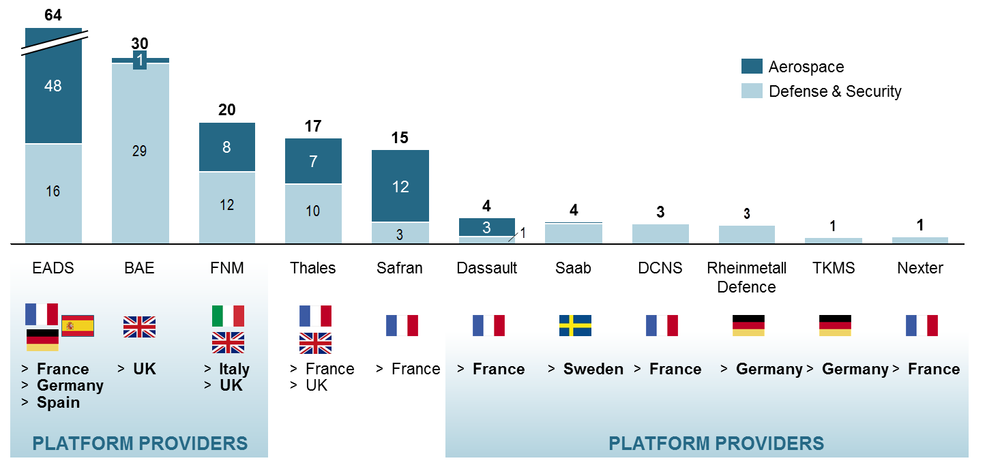 64
30
20
17
15
4
4
3
3
1
1
48
1
8
7
12
3
16
29
12
10
3
1
Aerospace
Defense & Security
EADS
BAE
FNM
Thales
Safran
Dassault
Saab
DCNS
Rheinmetall
Defence
TKMS
Nexter
> France
> Germany
> Spain
> UK
> Italy
> UK
> France
> UK
> France
> France
> Sweden
> France
> Germany
> Germany
> France
PLATFORM PROVIDERS
PLATFORM PROVIDERS